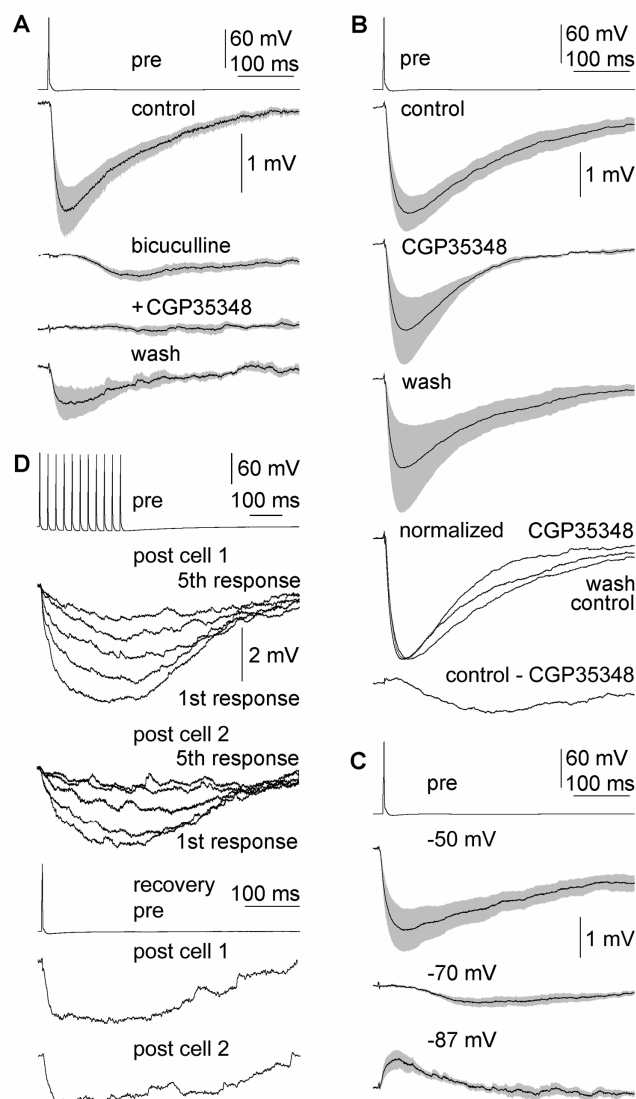 A
60 mV
100 ms
pre
control
1 mV
bicuculline
+CGP35348
wash
B
60 mV
100 ms
pre
control
1 mV
CGP35348
wash
normalized CGP35348
wash
control
control - CGP35348
D
60 mV
100 ms
pre
post cell 1
5th response
2 mV
1st response
post cell 2
5th response
1st response
recovery
pre
100 ms
post cell 1
post cell 2
C
60 mV
100 ms
pre
-50 mV
1 mV
-70 mV
-87 mV